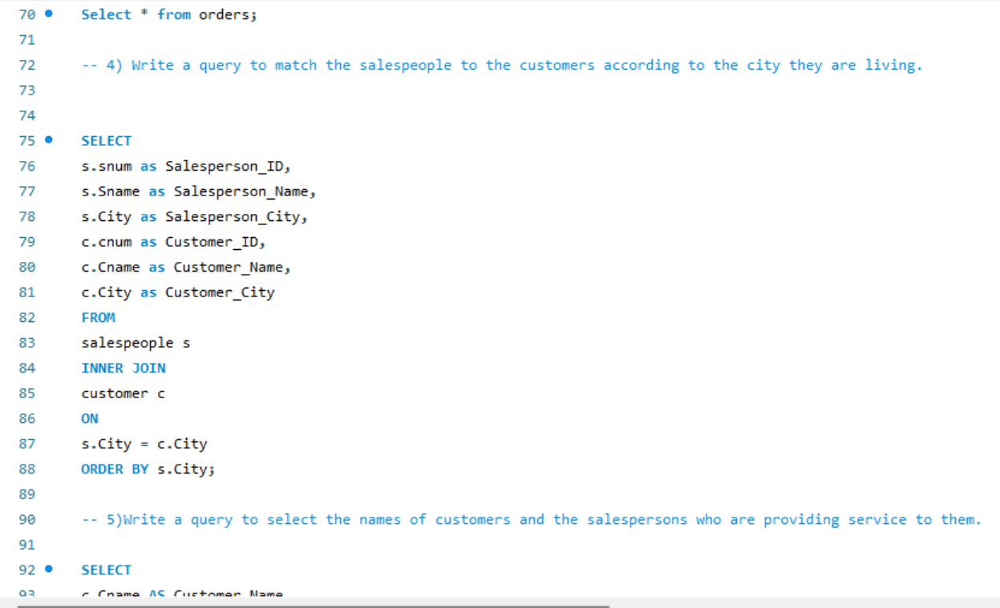 70 Select * from orders;
71
72 -- 4) Write a query to match the salespeople to the customers according to the city they are living.
73
74
75 SELECT
76 s.snum as Salesperson_ID,
77 s.Sname as Salesperson_Name,
78 s.City as Salesperson_City,
79 c.cnum as Customer_ID,
80 c.Cname as Customer_Name,
81 c.City as Customer_City
82 FROM
83 salespeople s
84 INNER JOIN
85 customer c
86 ON
87 s.City = c.City
88 ORDER BY s.City;
89
90 -- 5)Write a query to select the names of customers and the salespersons who are providing service to them.
91
92 SELECT
93 c.Cname AS Customer_Name